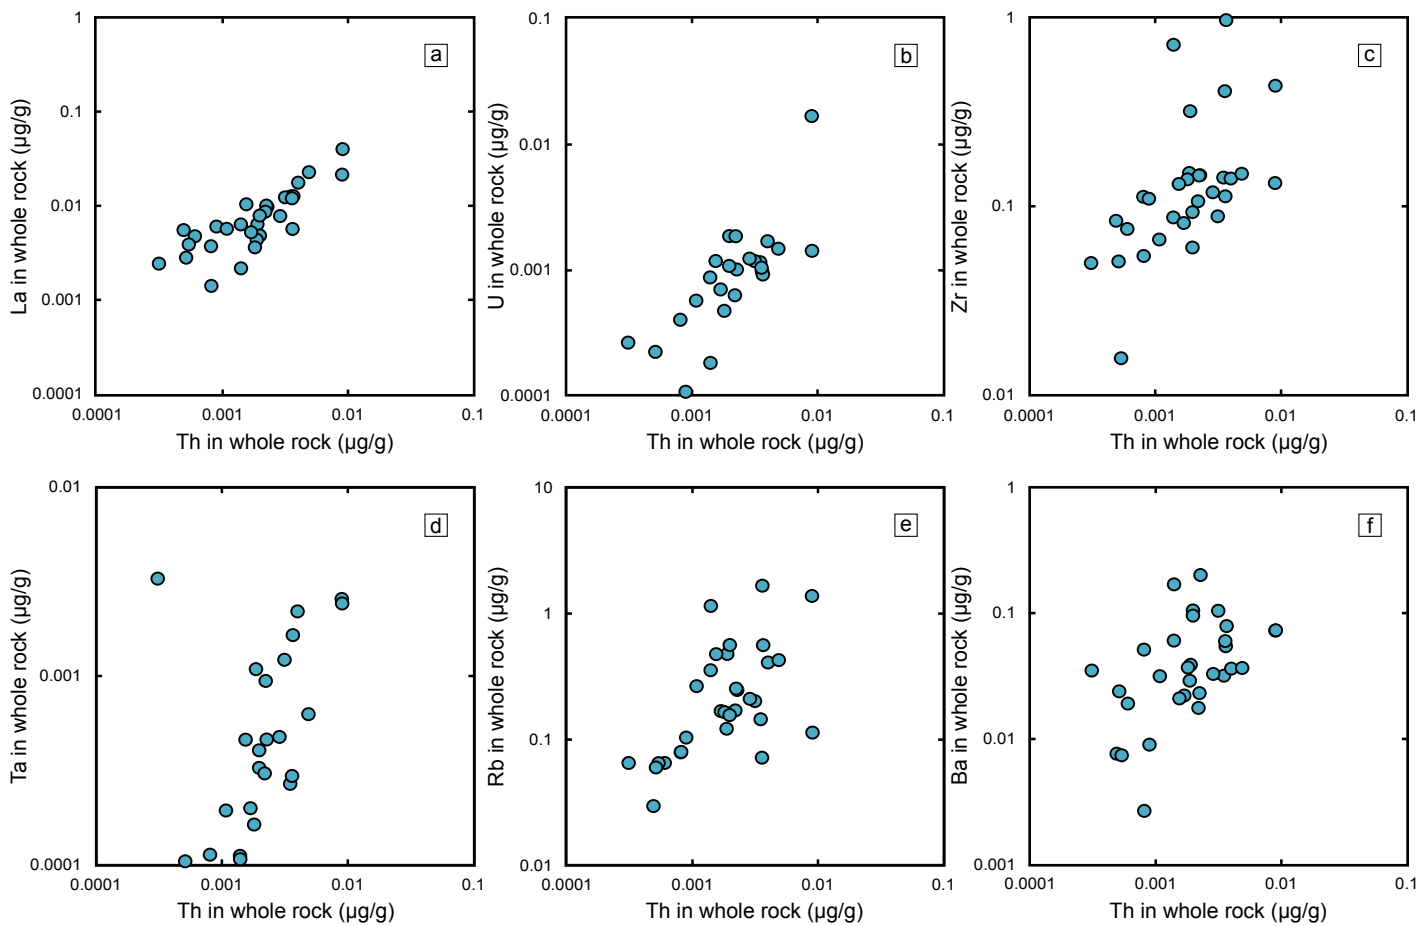 1
0.1
0.01
0.001
0.0001
0.0001
0.001
0.01
0.1
La in whole rock (µg/g)
Th in whole rock (µg/g)
a
0.1
0.01
0.001
0.0001
0.0001
0.001
0.01
0.1
U in whole rock (µg/g)
Th in whole rock (µg/g)
b
1
0.1
0.01
0.0001
0.001
0.01
0.1
Zr in whole rock (µg/g)
Th in whole rock (µg/g)
c
0.01
0.001
0.0001
0.0001
0.001
0.01
0.1
Ta in whole rock (µg/g)
Th in whole rock (µg/g)
d
10
1
0.1
0.01
0.0001
0.001
0.01
0.1
Rb in whole rock (µg/g)
Th in whole rock (µg/g)
e
1
0.1
0.01
0.001
0.0001
0.001
0.01
0.1
Ba in whole rock (µg/g)
Th in whole rock (µg/g)
f